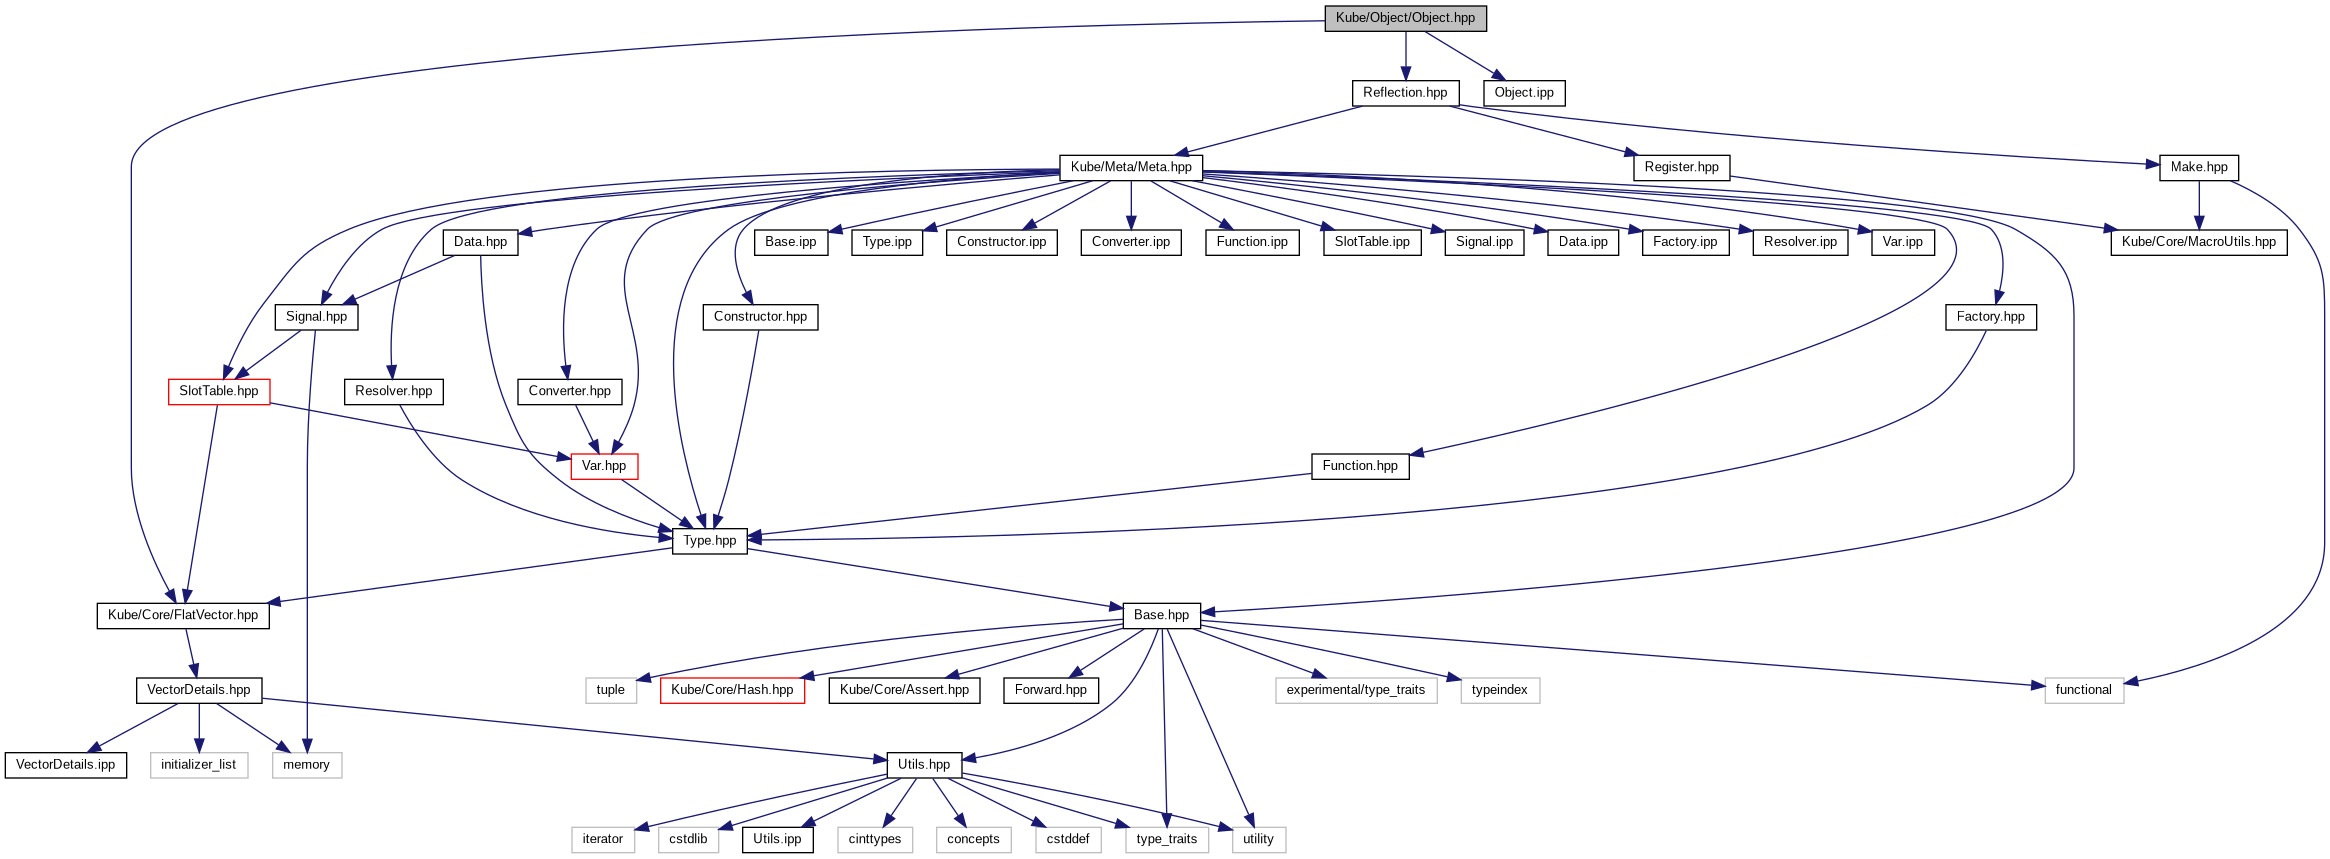 Kube/Object/Object.hpp
Reflection.hpp
Object.ipp
Kube/Meta/Meta.hpp
Register.hpp
Make.hpp
Data.hpp
Base.ipp
Type.ipp
Constructor.ipp
Converter.ipp
Function.ipp
SlotTable.ipp
Signal.ipp
Data.ipp
Factory.ipp
Resolver.ipp
Var.ipp
Kube/Core/MacroUtils.hpp
Signal.hpp
Constructor.hpp
Factory.hpp
SlotTable.hpp
Resolver.hpp
Converter.hpp
Var.hpp
Function.hpp
Type.hpp
Kube/Core/FlatVector.hpp
Base.hpp
VectorDetails.hpp
tuple
Kube/Core/Hash.hpp
Kube/Core/Assert.hpp
Forward.hpp
experimental/type_traits
typeindex
functional
VectorDetails.ipp
initializer_list
memory
Utils.hpp
iterator
cstdlib
Utils.ipp
cinttypes
concepts
cstddef
type_traits
utility